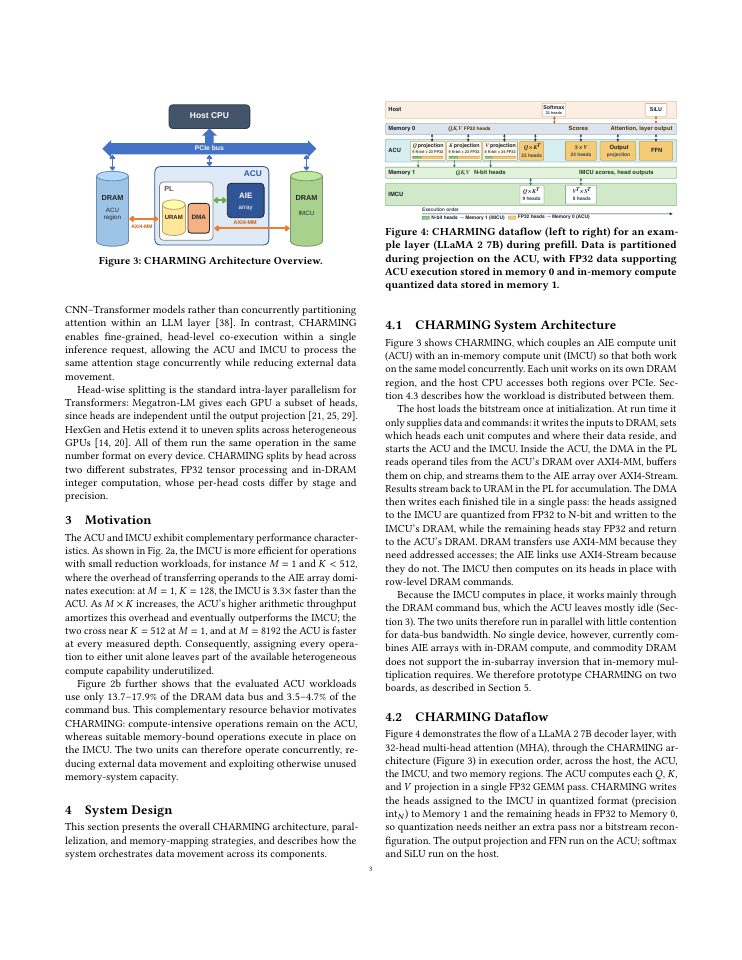 Host CPU
PCIe bus
DRAM
ACU
region
ACU
PL
URAM
DMA
AIE
array
AXI4-MM
AXI4-MM
DRAM
IMCU
Figure 3: CHARMING Architecture Overview.
CNN–Transformer models rather than concurrently partitioning
attention within an LLM layer [38]. In contrast, CHARMING
enables fine-grained, head-level co-execution within a single
inference request, allowing the ACU and IMCU to process the
same attention stage concurrently while reducing external data
movement.
Head-wise splitting is the standard intra-layer parallelism for
Transformers: Megatron-LM gives each GPU a subset of heads,
since heads are independent until the output projection [21, 25, 29].
HexGen and Hetis extend it to uneven splits across heterogeneous
GPUs [14, 20]. All of them run the same operation in the same
number format on every device. CHARMING splits by head across
two different substrates, FP32 tensor processing and in-DRAM
integer computation, whose per-head costs differ by stage and
precision.
3 Motivation
The ACU and IMCU exhibit complementary performance character-
istics. As shown in Fig. 2a, the IMCU is more efficient for operations
with small reduction workloads, for instance M = 1 and K < 512,
where the overhead of transferring operands to the AIE array domi-
nates execution: at M = 1, K = 128, the IMCU is 3.3× faster than the
ACU. As M × K increases, the ACU's higher arithmetic throughput
amortizes this overhead and eventually outperforms the IMCU; the
two cross near K = 512 at M = 1, and at M = 8192 the ACU is faster
at every measured depth. Consequently, assigning every opera-
tion to either unit alone leaves part of the available heterogeneous
compute capability underutilized.
Figure 2b further shows that the evaluated ACU workloads
use only 13.7–17.9% of the DRAM data bus and 3.5–4.7% of the
command bus. This complementary resource behavior motivates
CHARMING: compute-intensive operations remain on the ACU,
whereas suitable memory-bound operations execute in place on
the IMCU. The two units can therefore operate concurrently, re-
ducing external data movement and exploiting otherwise unused
memory-system capacity.
4 System Design
This section presents the overall CHARMING architecture, paral-
lelization, and memory-mapping strategies, and describes how the
system orchestrates data movement across its components.
Host
Softmax
32 heads
SiLU
Memory 0
Q,K,V FP32 heads
Scores
Attention, layer output
ACU
Q projection
9 N-bit + 23 FP32
K projection
9 N-bit + 23 FP32
V projection
8 N-bit + 24 FP32
Q × Kᵀ
23 heads
S × V
24 heads
Output
projection
FFN
Memory 1
Q,K,V N-bit heads
IMCU scores, head outputs
IMCU
Q × Kᵀ
9 heads
Vᵀ × Sᵀ
8 heads
Execution order
N-bit heads → Memory 1 (IMCU)
FP32 heads → Memory 0 (ACU)
Figure 4: CHARMING dataflow (left to right) for an exam-
ple layer (LLaMA 2 7B) during prefill. Data is partitioned
during projection on the ACU, with FP32 data supporting
ACU execution stored in memory 0 and in-memory compute
quantized data stored in memory 1.
4.1 CHARMING System Architecture
Figure 3 shows CHARMING, which couples an AIE compute unit
(ACU) with an in-memory compute unit (IMCU) so that both work
on the same model concurrently. Each unit works on its own DRAM
region, and the host CPU accesses both regions over PCIe. Sec-
tion 4.3 describes how the workload is distributed between them.
The host loads the bitstream once at initialization. At run time it
only supplies data and commands: it writes the inputs to DRAM, sets
which heads each unit computes and where their data reside, and
starts the ACU and the IMCU. Inside the ACU, the DMA in the PL
reads operand tiles from the ACU's DRAM over AXI4-MM, buffers
them on chip, and streams them to the AIE array over AXI4-Stream.
Results stream back to URAM in the PL for accumulation. The DMA
then writes each finished tile in a single pass: the heads assigned
to the IMCU are quantized from FP32 to N-bit and written to the
IMCU's DRAM, while the remaining heads stay FP32 and return
to the ACU's DRAM. DRAM transfers use AXI4-MM because they
need addressed accesses; the AIE links use AXI4-Stream because
they do not. The IMCU then computes on its heads in place with
row-level DRAM commands.
Because the IMCU computes in place, it works mainly through
the DRAM command bus, which the ACU leaves mostly idle (Sec-
tion 3). The two units therefore run in parallel with little contention
for data-bus bandwidth. No single device, however, currently com-
bines AIE arrays with in-DRAM compute, and commodity DRAM
does not support the in-subarray inversion that in-memory mul-
tiplication requires. We therefore prototype CHARMING on two
boards, as described in Section 5.
4.2 CHARMING Dataflow
Figure 4 demonstrates the flow of a LLaMA 2 7B decoder layer, with
32-head multi-head attention (MHA), through the CHARMING ar-
chitecture (Figure 3) in execution order, across the host, the ACU,
the IMCU, and two memory regions. The ACU computes each Q, K,
and V projection in a single FP32 GEMM pass. CHARMING writes
the heads assigned to the IMCU in quantized format (precision
int_N) to Memory 1 and the remaining heads in FP32 to Memory 0,
so quantization needs neither an extra pass nor a bitstream recon-
figuration. The output projection and FFN run on the ACU; softmax
and SiLU run on the host.
3